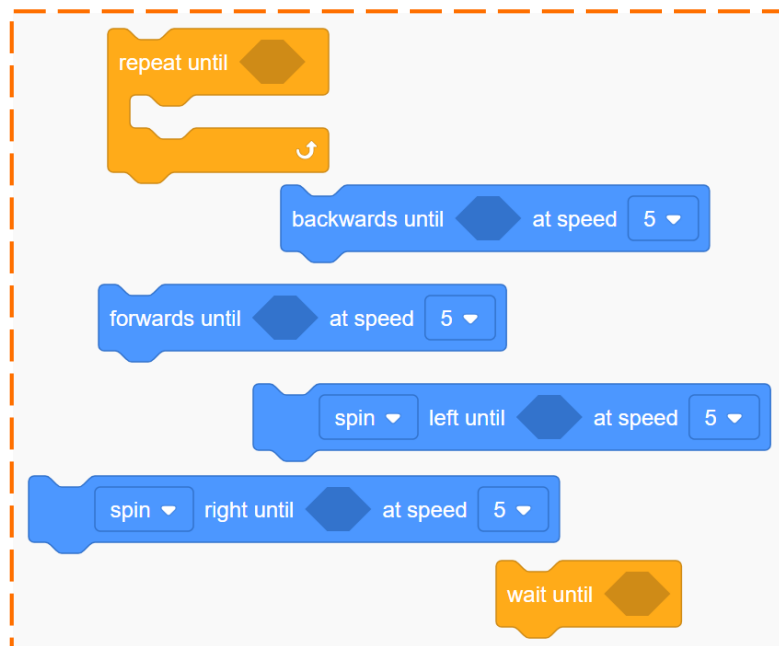 repeat until
backwards until at speed 5
forwards until at speed 5
spin left until at speed 5
spin right until at speed 5
wait until